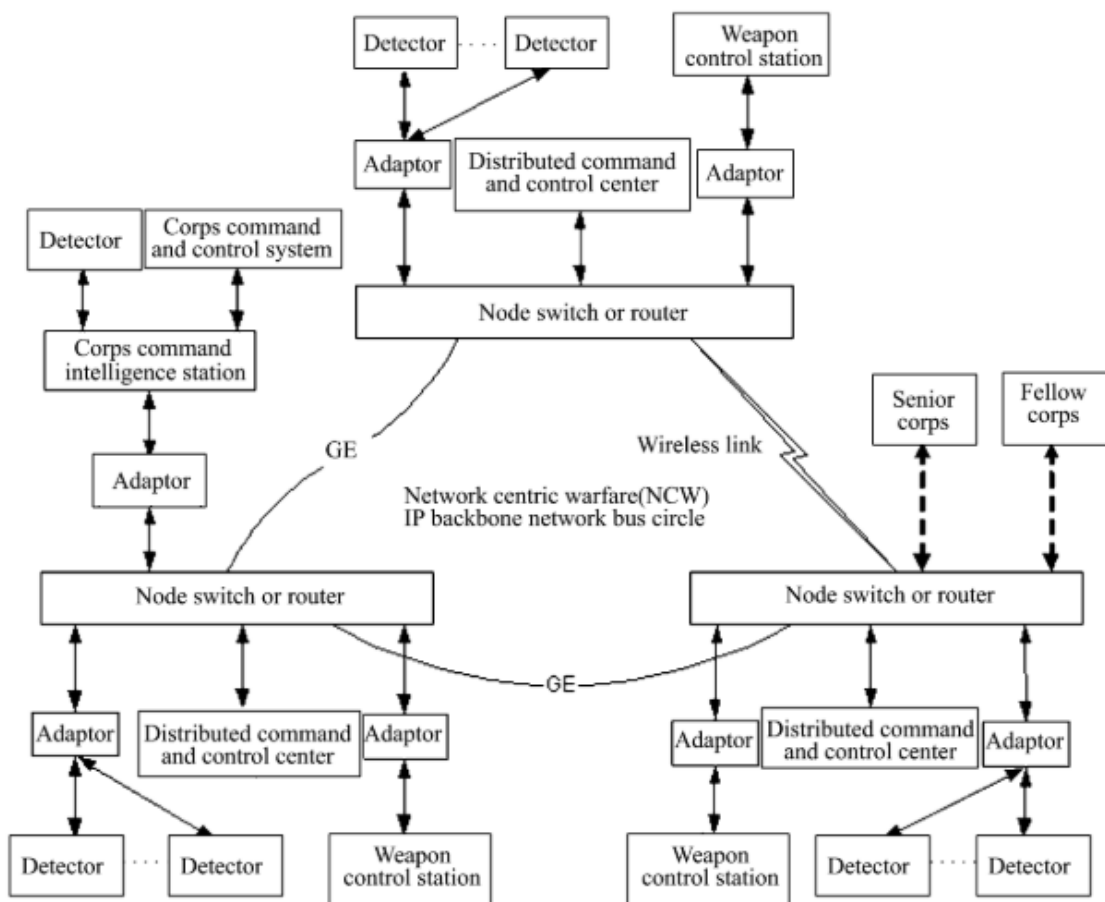 Detector
Detector
Weapon
control station
Adaptor
Distributed command
and control center
Adaptor
Detector
Corps command
and control system
Node switch or router
Corps command
intelligence station
Senior
corps
Fellow
corps
GE
Wireless link
Adaptor
Network centric warfare(NCW)
IP backbone network bus circle
Node switch or router
Node switch or router
GE
Adaptor
Distributed command
and control center
Adaptor
Adaptor
Distributed command
and control center
Adaptor
Detector
Detector
Weapon
control station
Weapon
control station
Detector
Detector